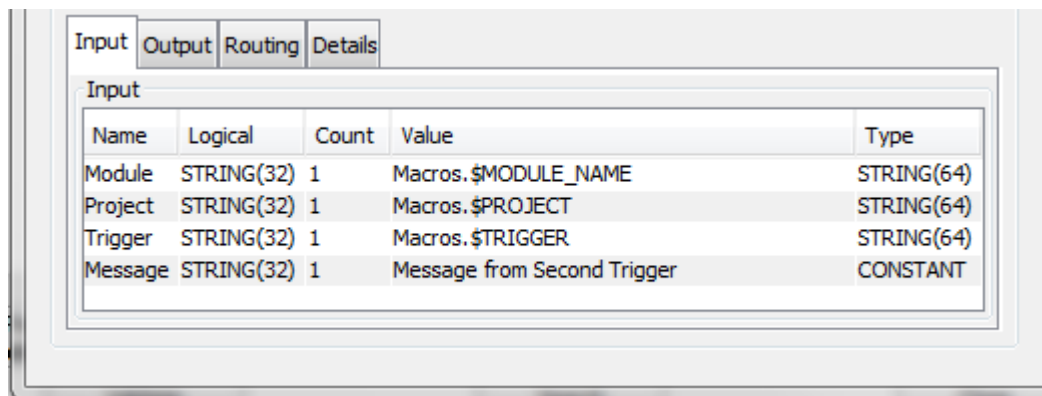 Input Output Routing Details
Input
Name Logical Count Value Type
Module STRING(32) 1 Macros.$MODULE_NAME STRING(64)
Project STRING(32) 1 Macros.$PROJECT STRING(64)
Trigger STRING(32) 1 Macros.$TRIGGER STRING(64)
Message STRING(32) 1 Message from Second Trigger CONSTANT